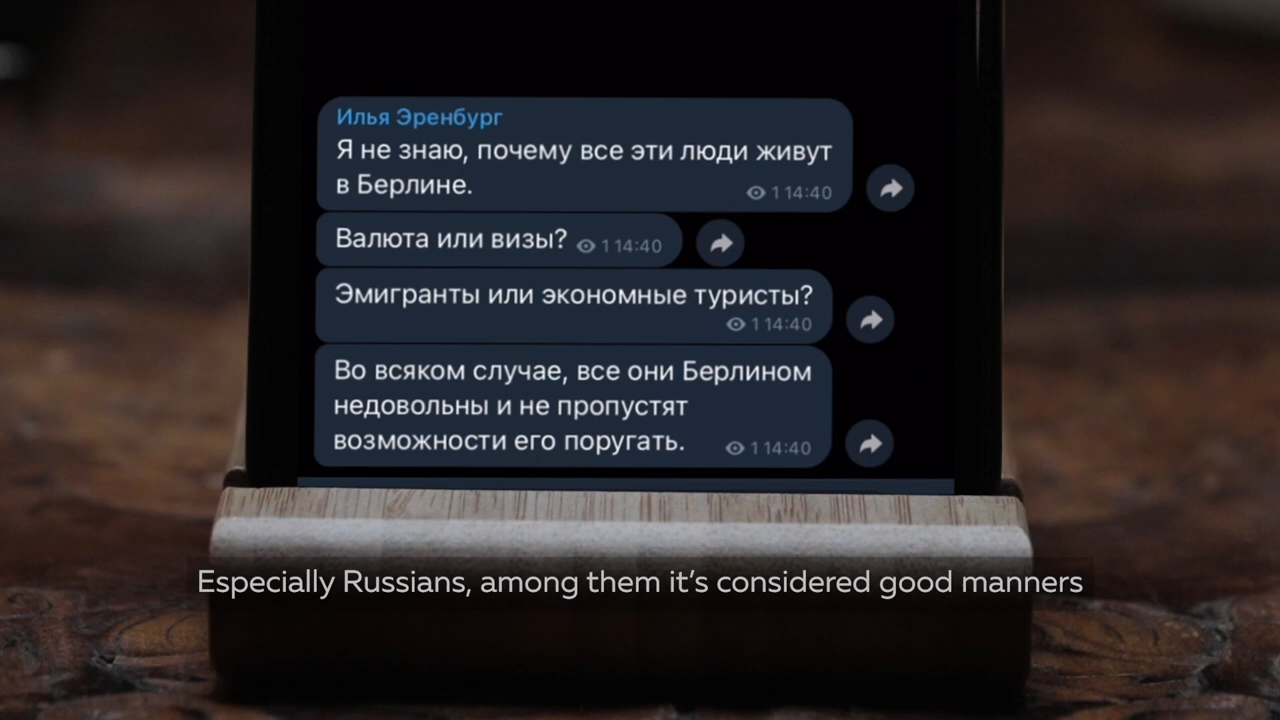 Илья Эренбург
Я не знаю, почему все эти люди живут
в Берлине.
1 14:40
Валюта или визы?
1 14:40
Эмигранты или экономные туристы?
1 14:40
Во всяком случае, все они Берлином
недовольны и не пропустят
возможности его поругать.
1 14:40
Especially Russians, among them it's considered good manners